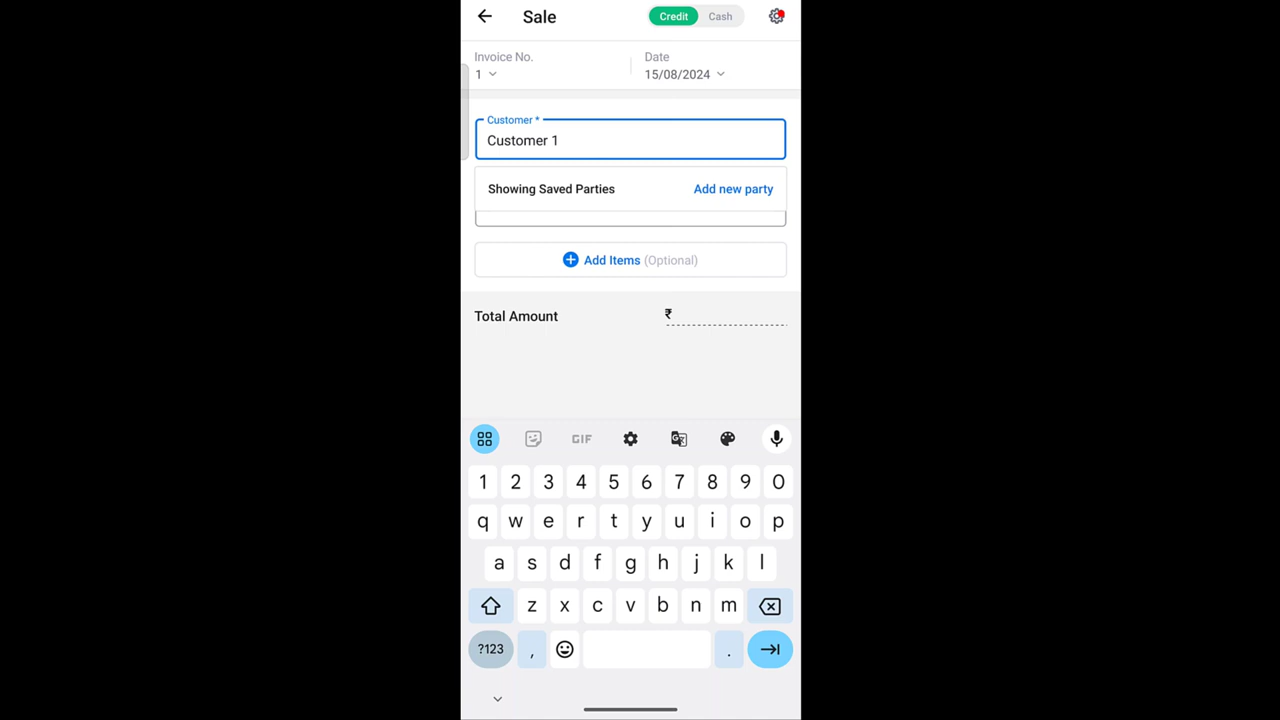 Sale
Credit Cash
Invoice No.
1
Date
15/08/2024
Customer *
Customer 1
Showing Saved Parties Add new party
Add Items (Optional)
Total Amount ₹
GIF
1 2 3 4 5 6 7 8 9 0
q w e r t y u i o p
a s d f g h j k l
z x c v b n m
?123 , .